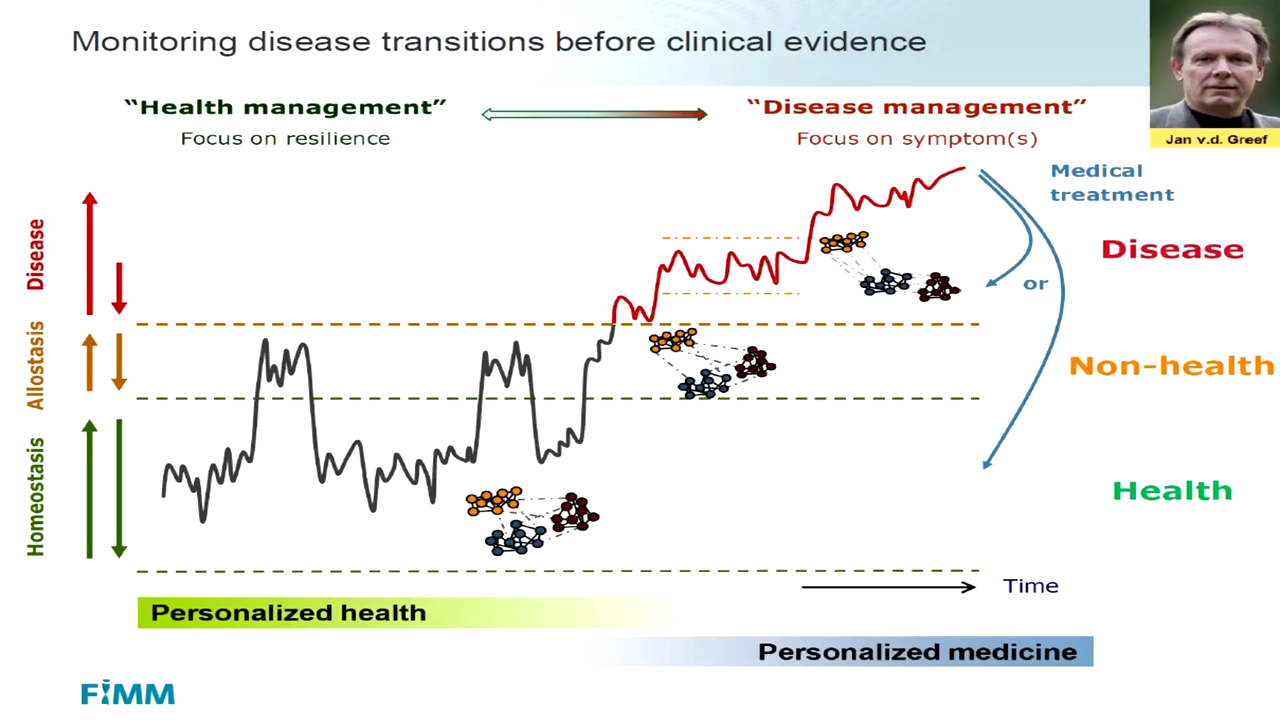 Monitoring disease transitions before clinical evidence
Jan v.d. Greef
“Health management”
“Disease management”
Focus on resilience
Focus on symptom(s)
Medical
treatment
Disease
Disease
or
Allostasis
Non-health
Homeostasis
Health
Time
Personalized health
Personalized medicine
FiMM